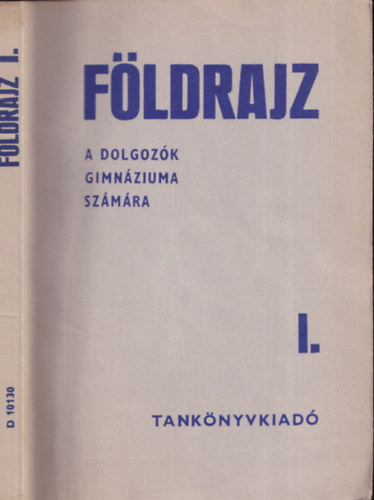 FÖLDRAJZ I.
D 10130
FÖLDRAJZ
A DOLGOZÓK
GIMNÁZIUMA
SZÁMÁRA
I.
TANKÖNYVKIADÓ